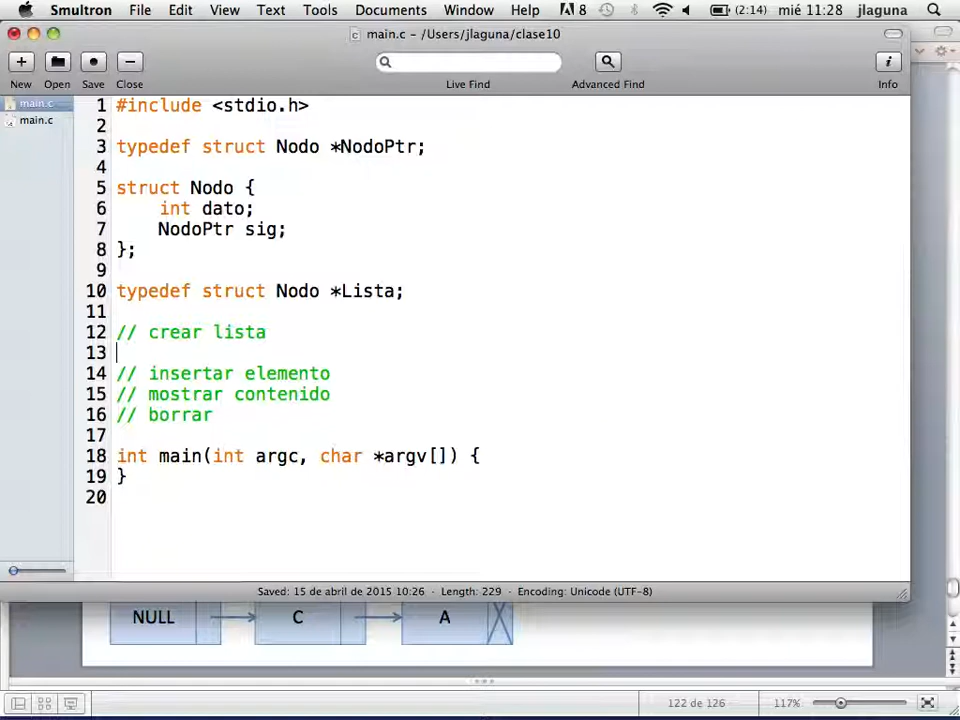 Smultron File Edit View Text Tools Documents Window Help 8 (2:14) mié 11:28 jlaguna
main.c – /Users/jlaguna/clase10
New Open Save Close Live Find Advanced Find Info
main.c
main.c
1 #include <stdio.h>
2
3 typedef struct Nodo *NodoPtr;
4
5 struct Nodo {
6 int dato;
7 NodoPtr sig;
8 };
9
10 typedef struct Nodo *Lista;
11
12 // crear lista
13
14 // insertar elemento
15 // mostrar contenido
16 // borrar
17
18 int main(int argc, char *argv[]) {
19 }
20
Saved: 15 de abril de 2015 10:26 • Length: 229 • Encoding: Unicode (UTF-8)
NULL C A
122 de 126 117%